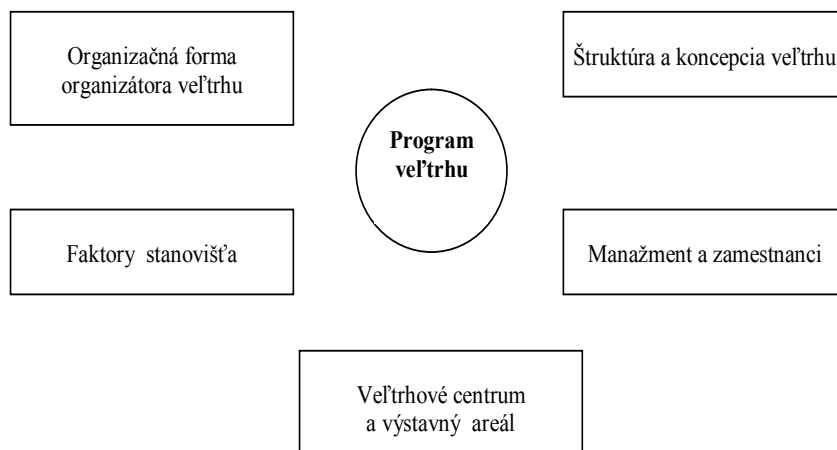 Organizačná forma
organizátora veľtrhu
Štruktúra a koncepcia veľtrhu
Program
veľtrhu
Faktory stanovišťa
Manažment a zamestnanci
Veľtrhové centrum
a výstavný areál